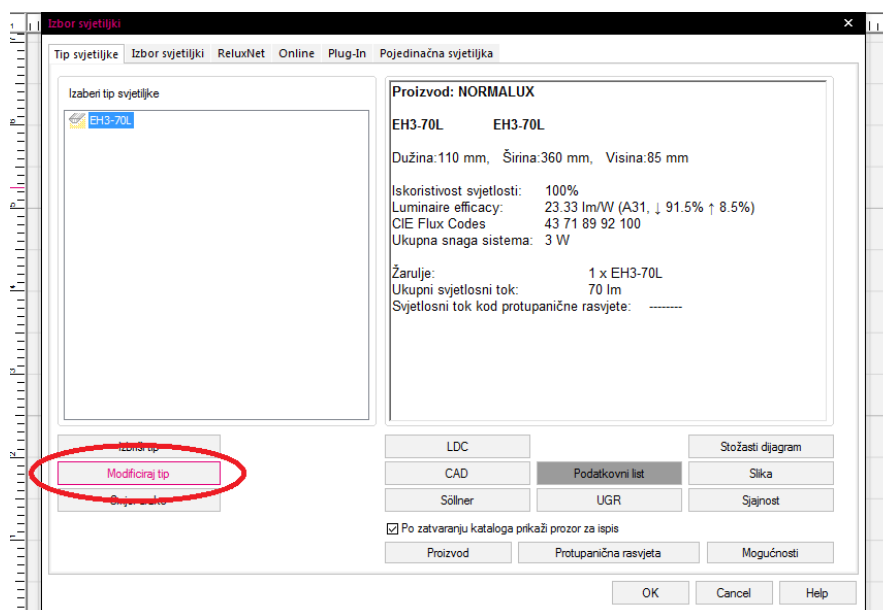 Izbor svjetiljki
Tip svjetiljke Izbor svjetiljki ReluxNet Online Plug-In Pojedinačna svjetiljka
Izaberi tip svjetiljke
EH3-70L
Proizvod: NORMALUX
EH3-70L EH3-70L
Dužina:110 mm, Širina:360 mm, Visina:85 mm
Iskoristivost svjetlosti: 100%
Luminaire efficacy: 23.33 lm/W (A31, ↓ 91.5% ↑ 8.5%)
CIE Flux Codes 43 71 89 92 100
Ukupna snaga sistema: 3 W
Žarulje: 1 x EH3-70L
Ukupni svjetlosni tok: 70 lm
Svjetlosni tok kod protupanične rasvjete: --------
tip
Modificiraj tip
LDC Stožasti dijagram
CAD Podatkovni list Slika
Söllner UGR Sjajnost
Po zatvaranju kataloga prikaži prozor za ispis
Proizvod Protupanična rasvjeta Mogućnosti
OK Cancel Help